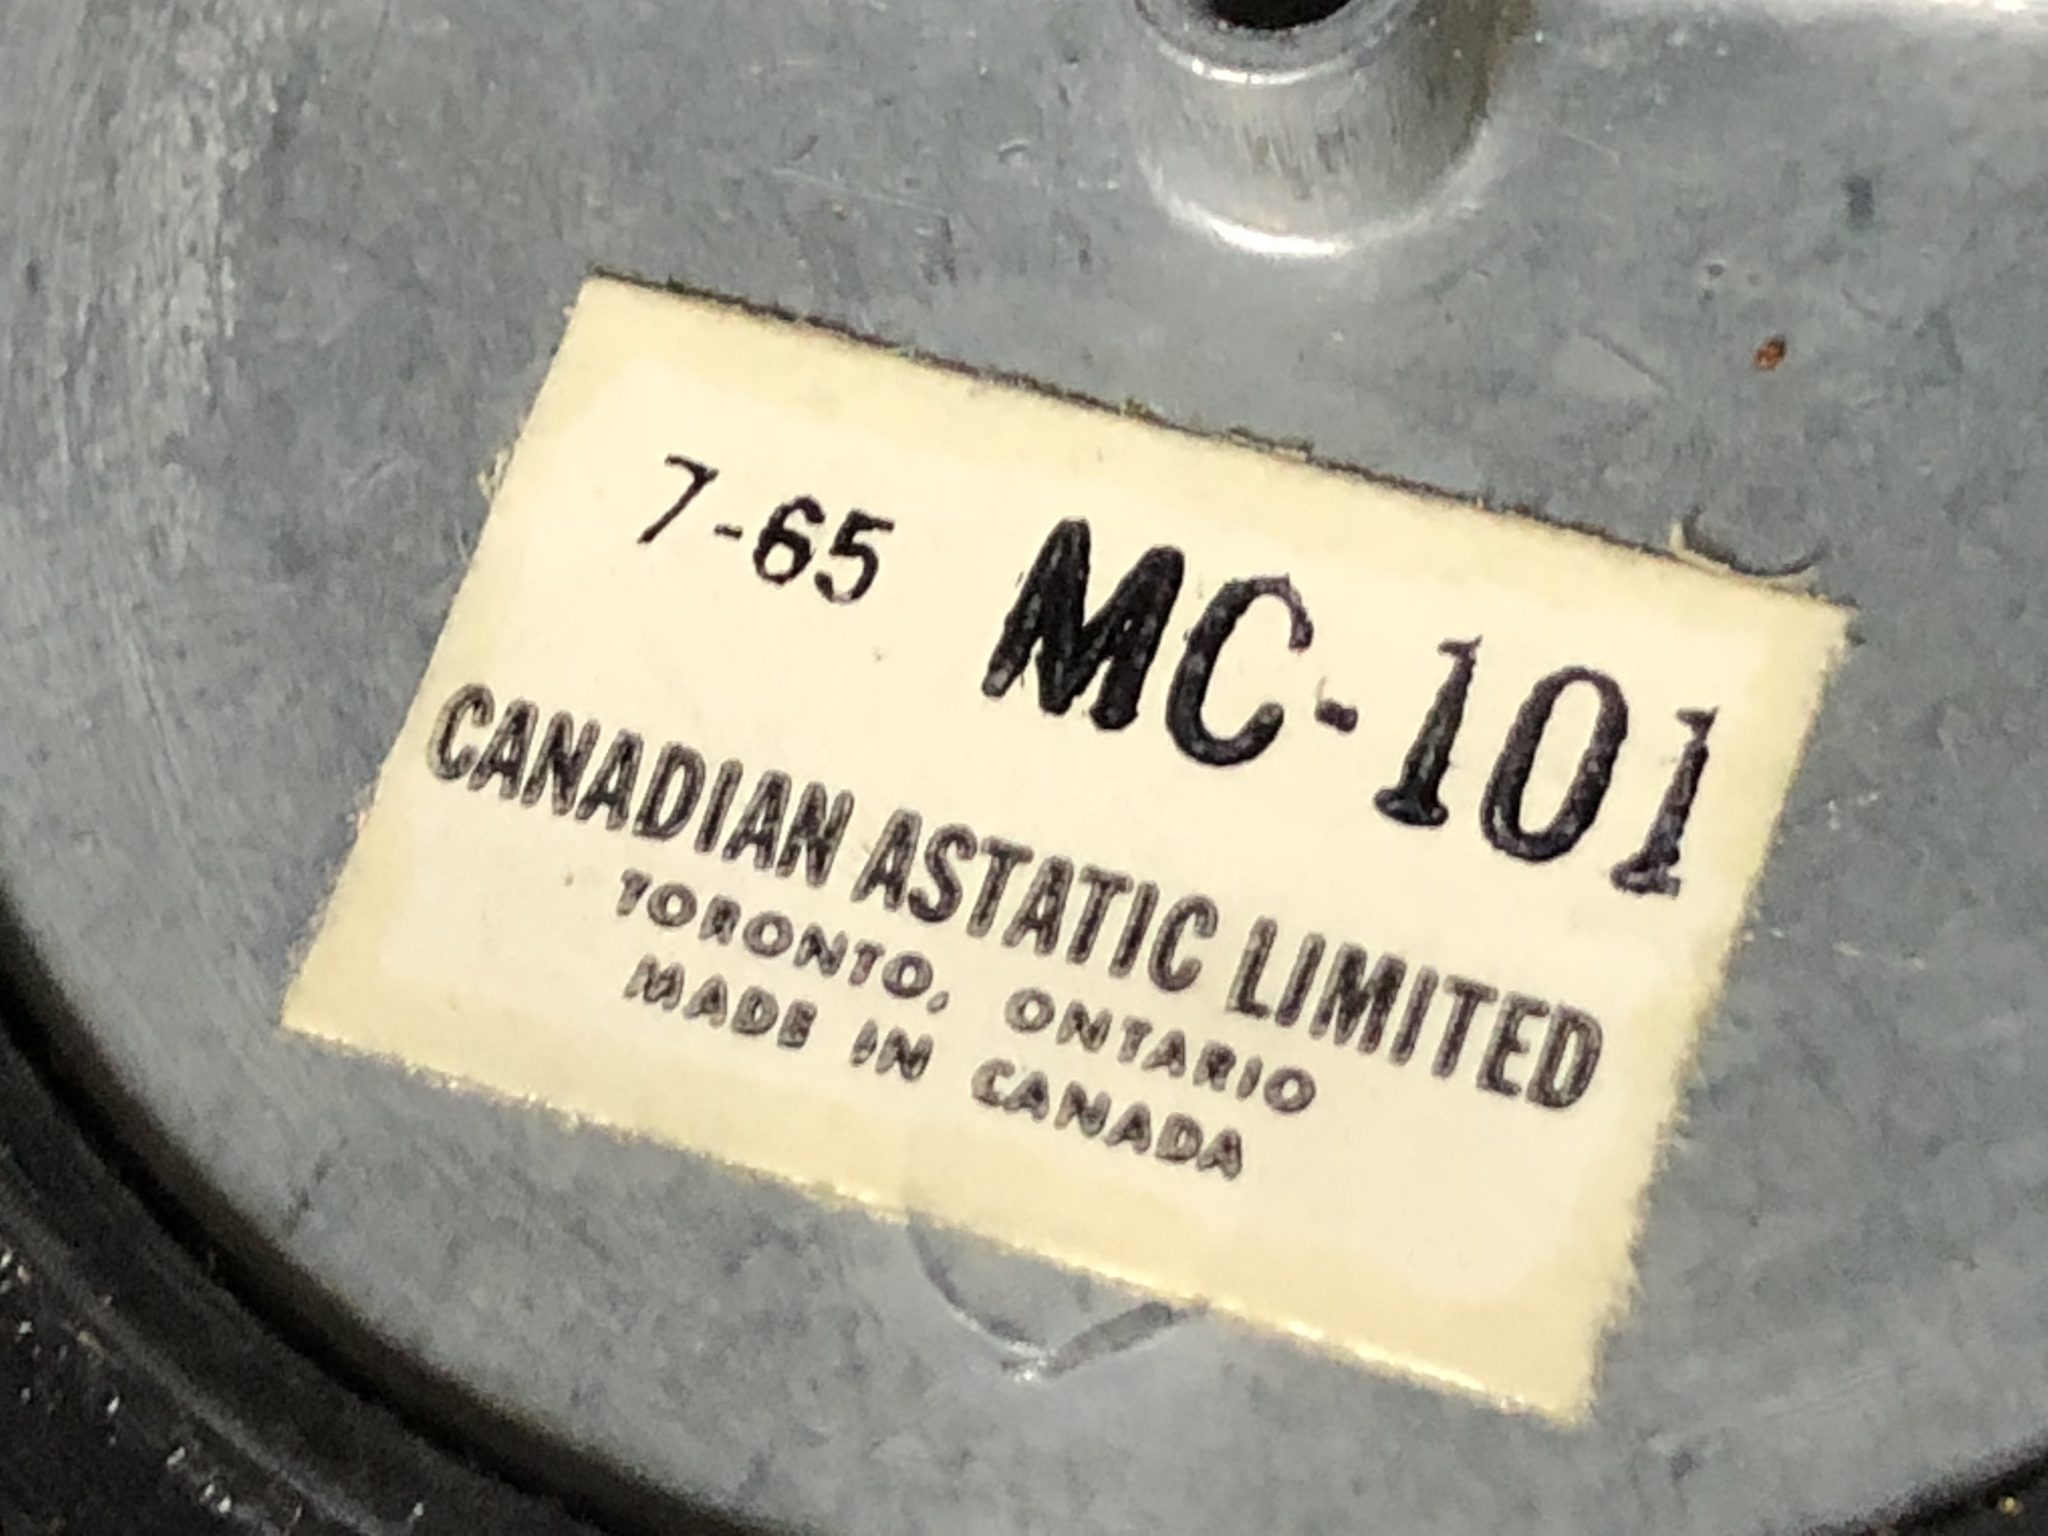 7-65 MC-101
CANADIAN ASTATIC LIMITED
TORONTO, ONTARIO
MADE IN CANADA